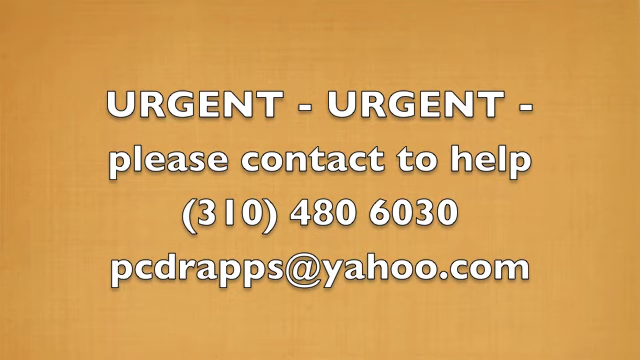 URGENT - URGENT -
please contact to help
(310) 480 6030
pcdrapps@yahoo.com